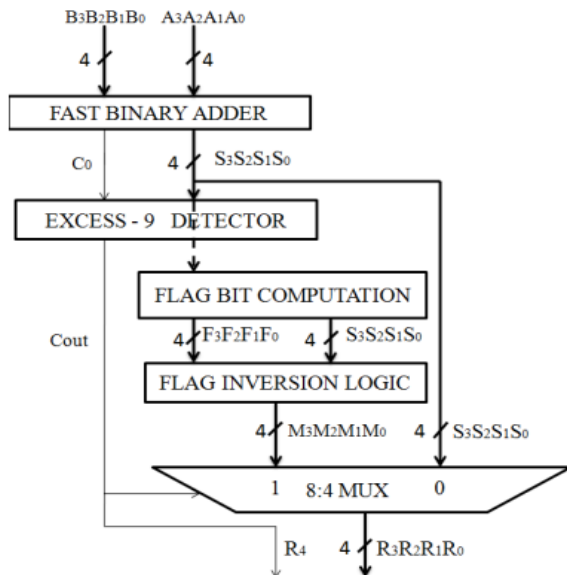 B3B2B1B0 A3A2A1A0
4 4
FAST BINARY ADDER
C0 4 S3S2S1S0
EXCESS - 9 DETECTOR
FLAG BIT COMPUTATION
Cout 4 F3F2F1F0 4 S3S2S1S0
FLAG INVERSION LOGIC
4 M3M2M1M0 4 S3S2S1S0
1 8:4 MUX 0
R4 4 R3R2R1R0